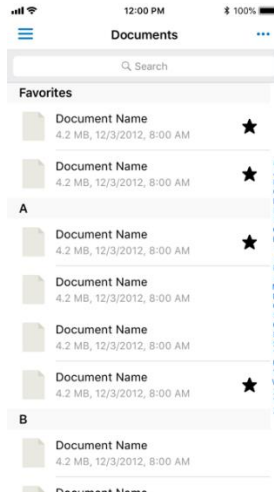 12:00 PM
100%
Documents
Search
Favorites
Document Name
4.2 MB, 12/3/2012, 8:00 AM
Document Name
4.2 MB, 12/3/2012, 8:00 AM
A
Document Name
4.2 MB, 12/3/2012, 8:00 AM
Document Name
4.2 MB, 12/3/2012, 8:00 AM
Document Name
4.2 MB, 12/3/2012, 8:00 AM
Document Name
4.2 MB, 12/3/2012, 8:00 AM
B
Document Name
4.2 MB, 12/3/2012, 8:00 AM
Document Name